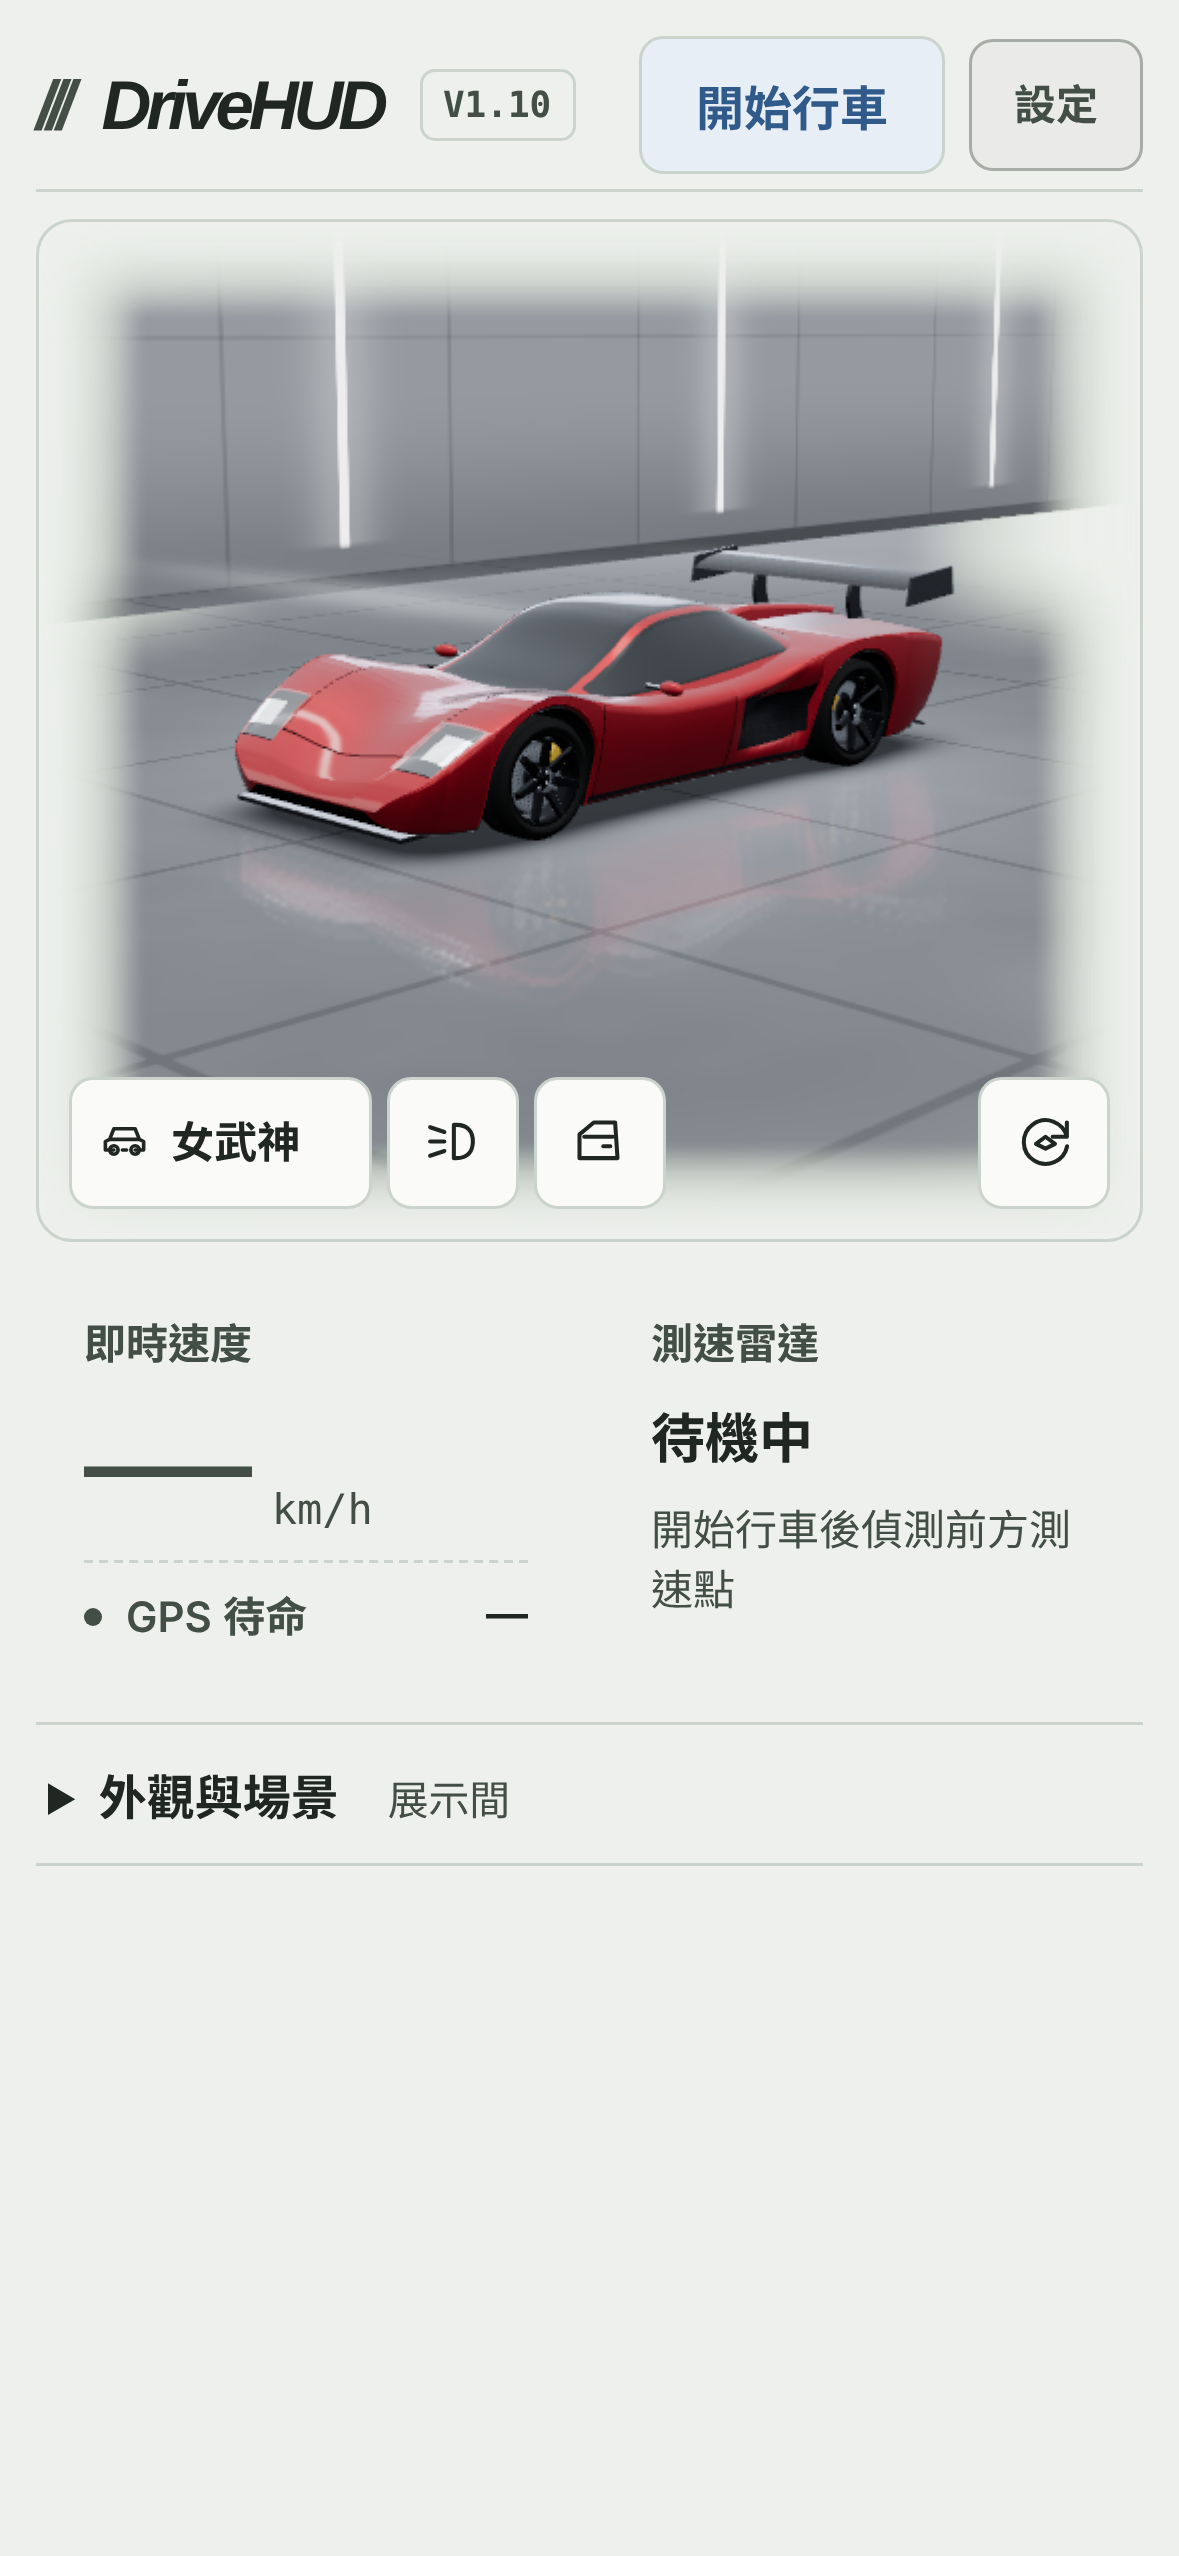 DriveHUD V1.10 開始行車 設定
女武神
即時速度
km/h
GPS 待命 —
測速雷達
待機中
開始行車後偵測前方測
速點
外觀與場景 展示間